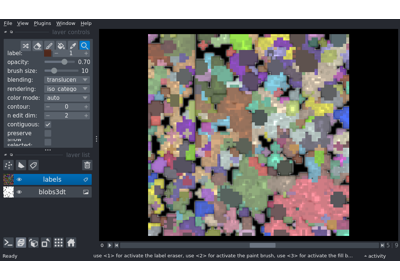 File View Plugins Window Help
layer controls
label: 1
opacity: 0.70
brush size: 10
blending: translucen
rendering: iso_catego
color mode: auto
contour: 0
n edit dim: 2
contiguous:
preserve
selected:
layer list
labels
blobs3dt
Ready
use <1> for activate the label eraser, use <2> for activate the paint brush, use <3> for activate the fill b...
activity